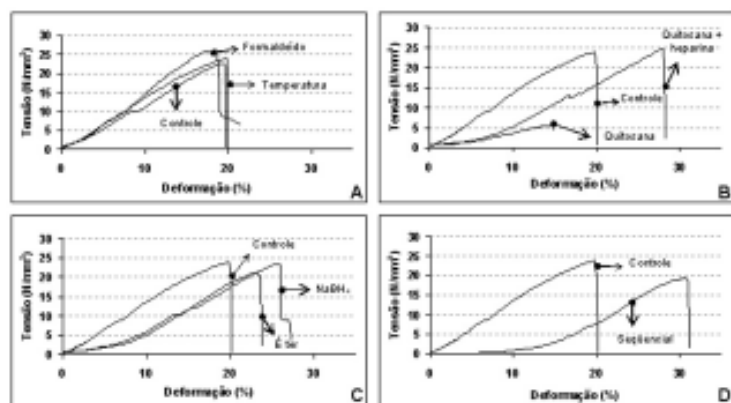 Tensão (N/mm²)
30
25
20
15
10
5
0
0
10
20
30
Deformação (%)
Formaldeído
Temperatura
Controle
A
Tensão (N/mm²)
30
25
20
15
10
5
0
0
10
20
30
Deformação (%)
Quitosana +
heparina
Controle
Quitosana
B
Tensão (N/mm²)
30
25
20
15
10
5
0
0
10
20
30
Deformação (%)
Controle
NaBH₄
Éter
C
Tensão (N/mm²)
30
25
20
15
10
5
0
0
10
20
30
Deformação (%)
Controle
Seqüencial
D